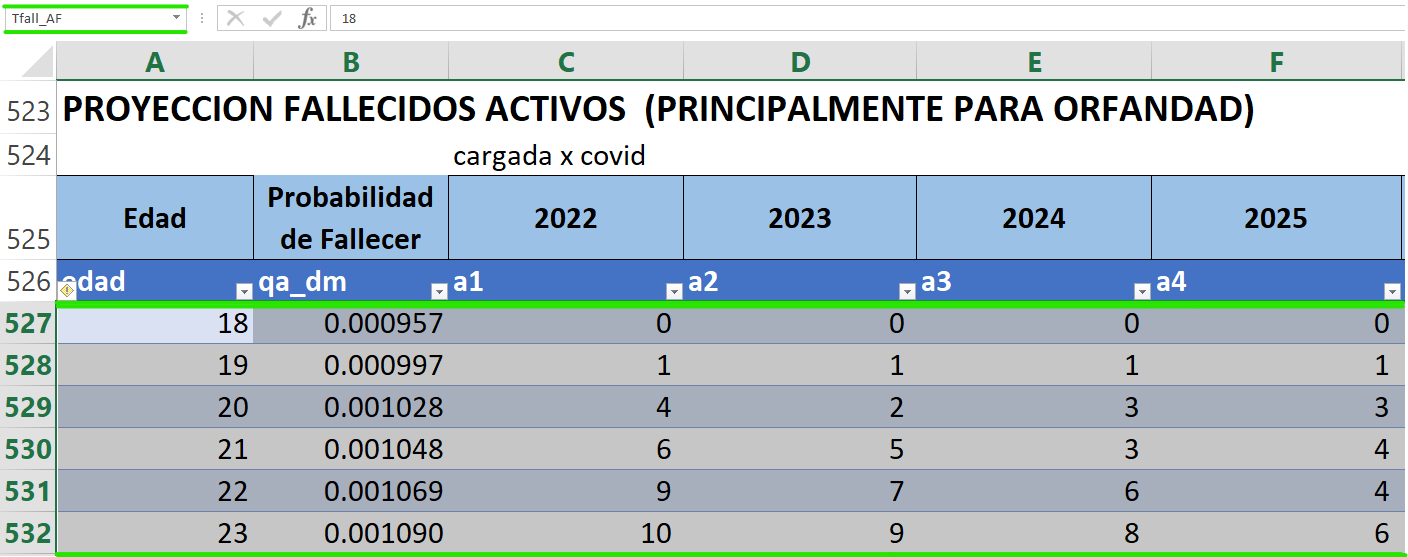 Tfall_AF fx 18
A B C D E F
523 PROYECCION FALLECIDOS ACTIVOS (PRINCIPALMENTE PARA ORFANDAD)
524 cargada x covid
525 Edad Probabilidad de Fallecer 2022 2023 2024 2025
526 edad qa_dm a1 a2 a3 a4
527 18 0.000957 0 0 0 0
528 19 0.000997 1 1 1 1
529 20 0.001028 4 2 3 3
530 21 0.001048 6 5 3 4
531 22 0.001069 9 7 6 4
532 23 0.001090 10 9 8 6